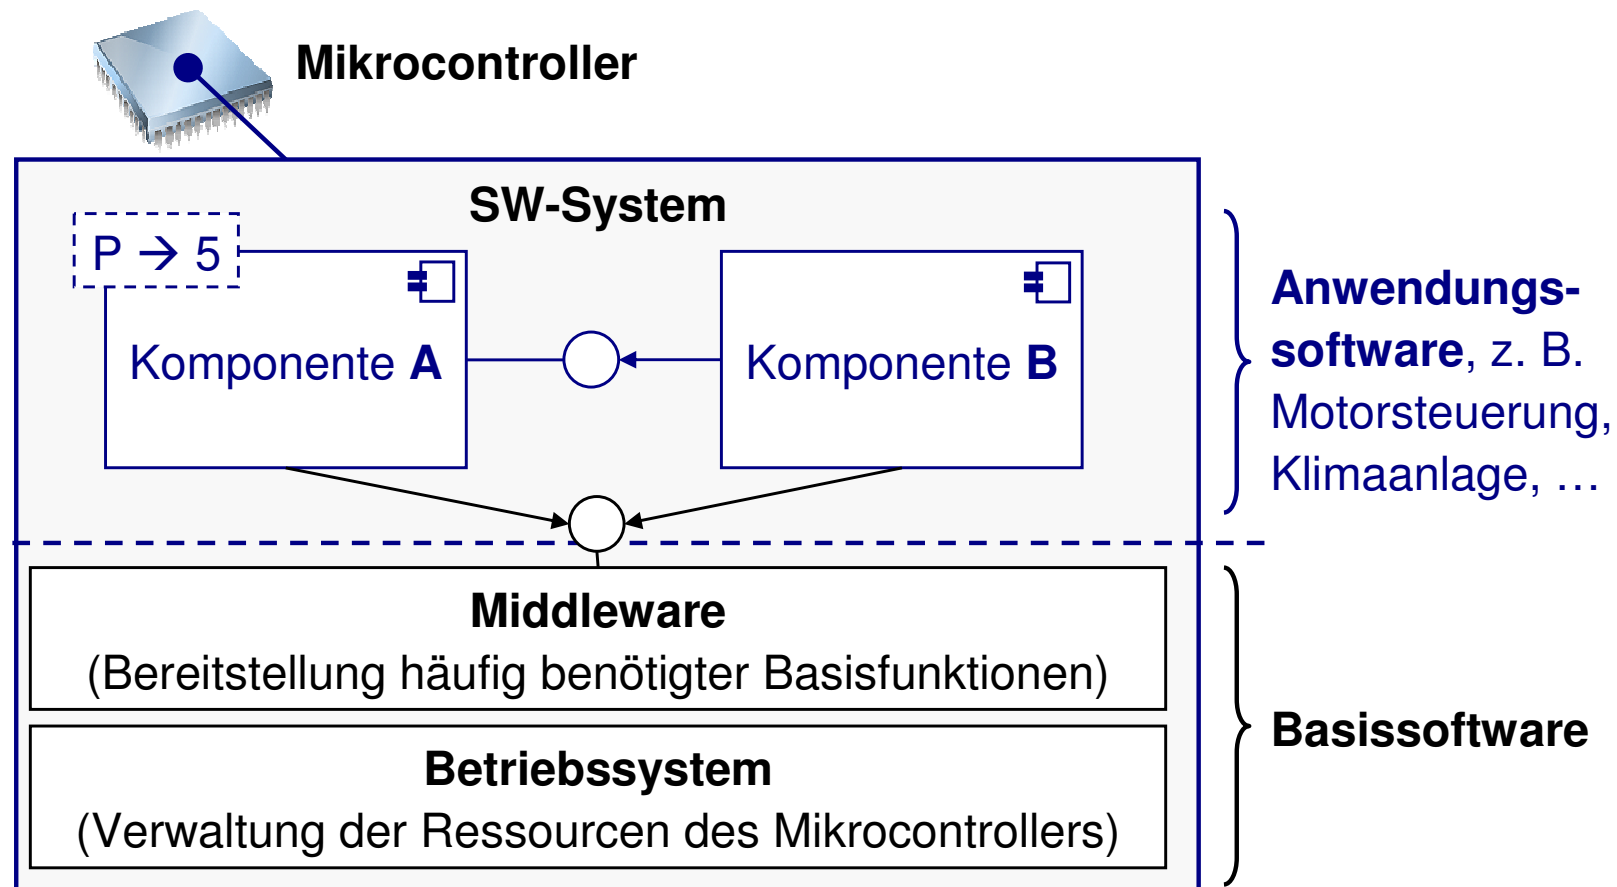 Mikrocontroller
SW-System
P → 5
Komponente A
Komponente B
Anwendungs-
software, z. B.
Motorsteuerung,
Klimaanlage, …
Middleware
(Bereitstellung häufig benötigter Basisfunktionen)
Betriebssystem
(Verwaltung der Ressourcen des Mikrocontrollers)
Basissoftware